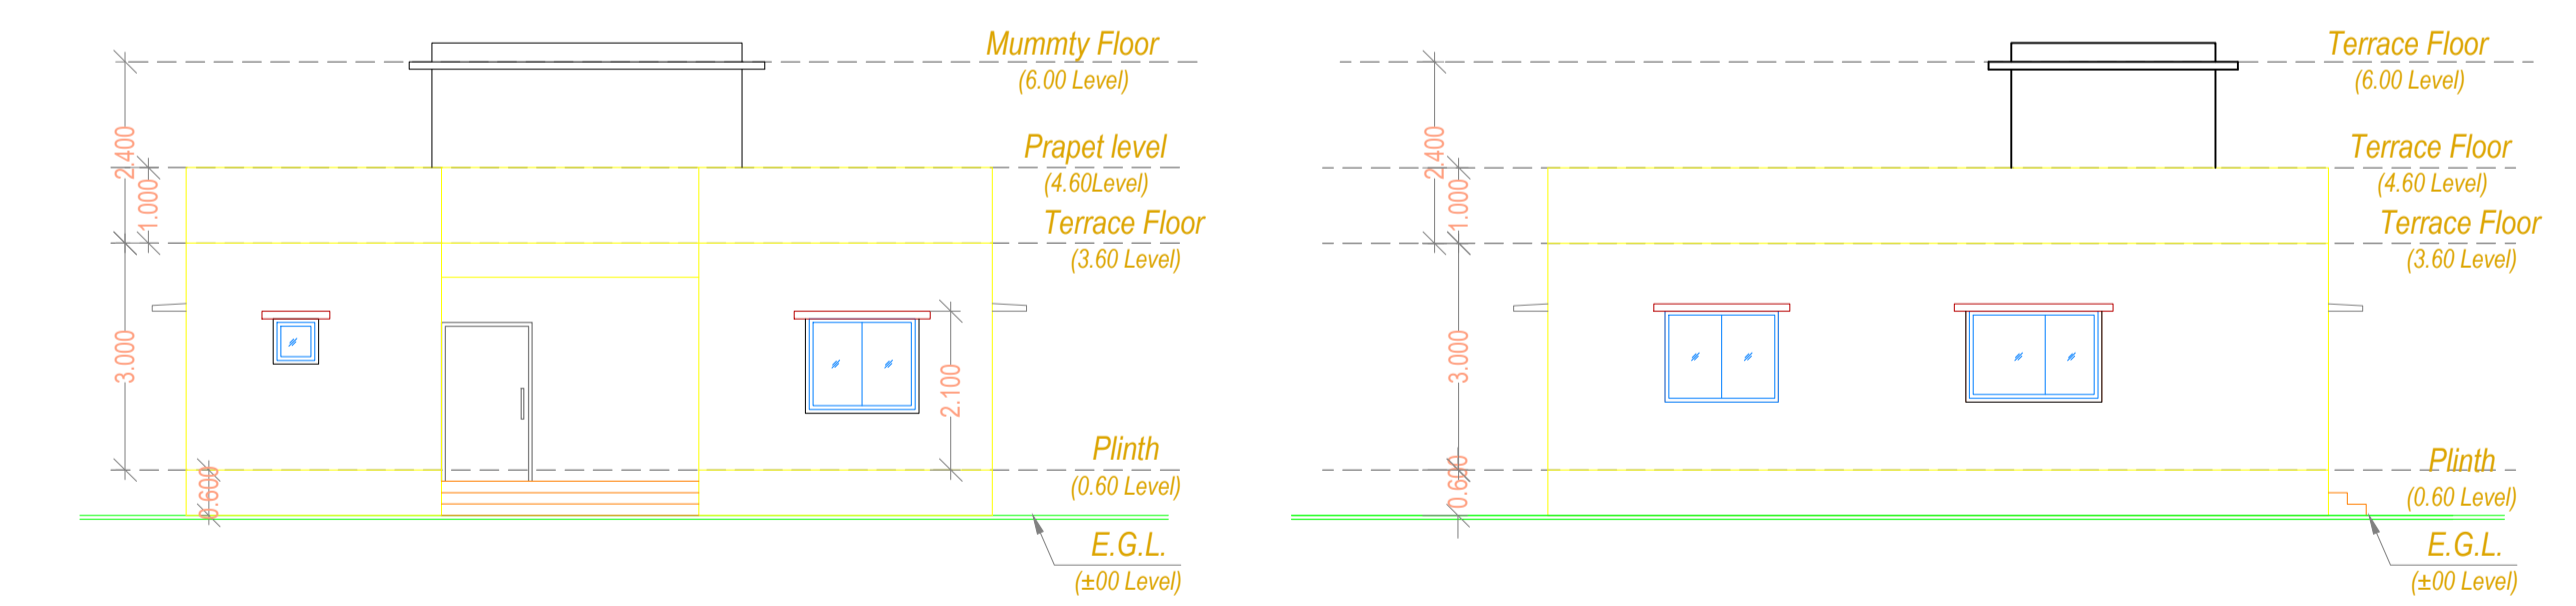 Mummty Floor
(6.00 Level)
2.400
Prapet level
(4.60Level)
1.000
Terrace Floor
(3.60 Level)
3.000
2.100
Plinth
(0.60 Level)
0.600
E.G.L.
(±00 Level)
Terrace Floor
(6.00 Level)
2.400
Terrace Floor
(4.60 Level)
1.000
Terrace Floor
(3.60 Level)
3.000
Plinth
(0.60 Level)
0.600
E.G.L.
(±00 Level)